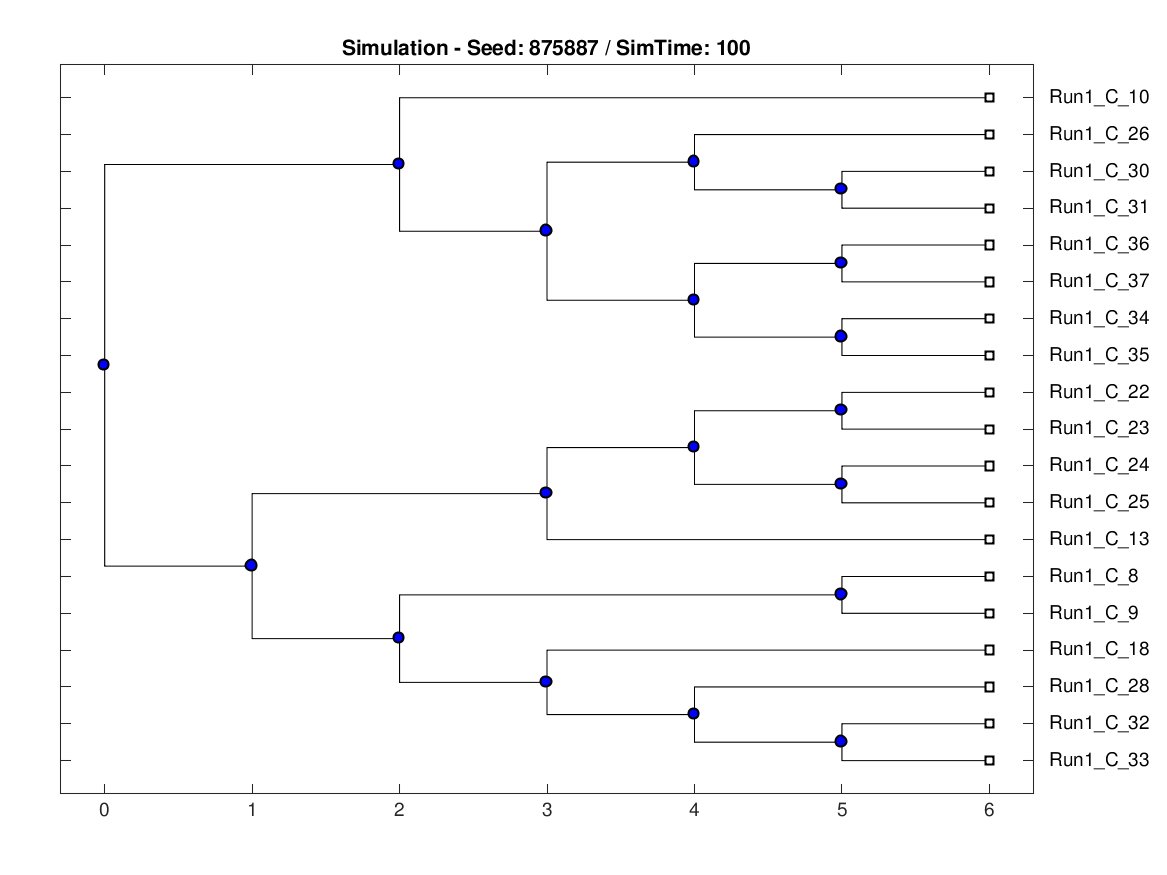 Simulation - Seed: 875887 / SimTime: 100
Run1_C_10
Run1_C_26
Run1_C_30
Run1_C_31
Run1_C_36
Run1_C_37
Run1_C_34
Run1_C_35
Run1_C_22
Run1_C_23
Run1_C_24
Run1_C_25
Run1_C_13
Run1_C_8
Run1_C_9
Run1_C_18
Run1_C_28
Run1_C_32
Run1_C_33
0 1 2 3 4 5 6